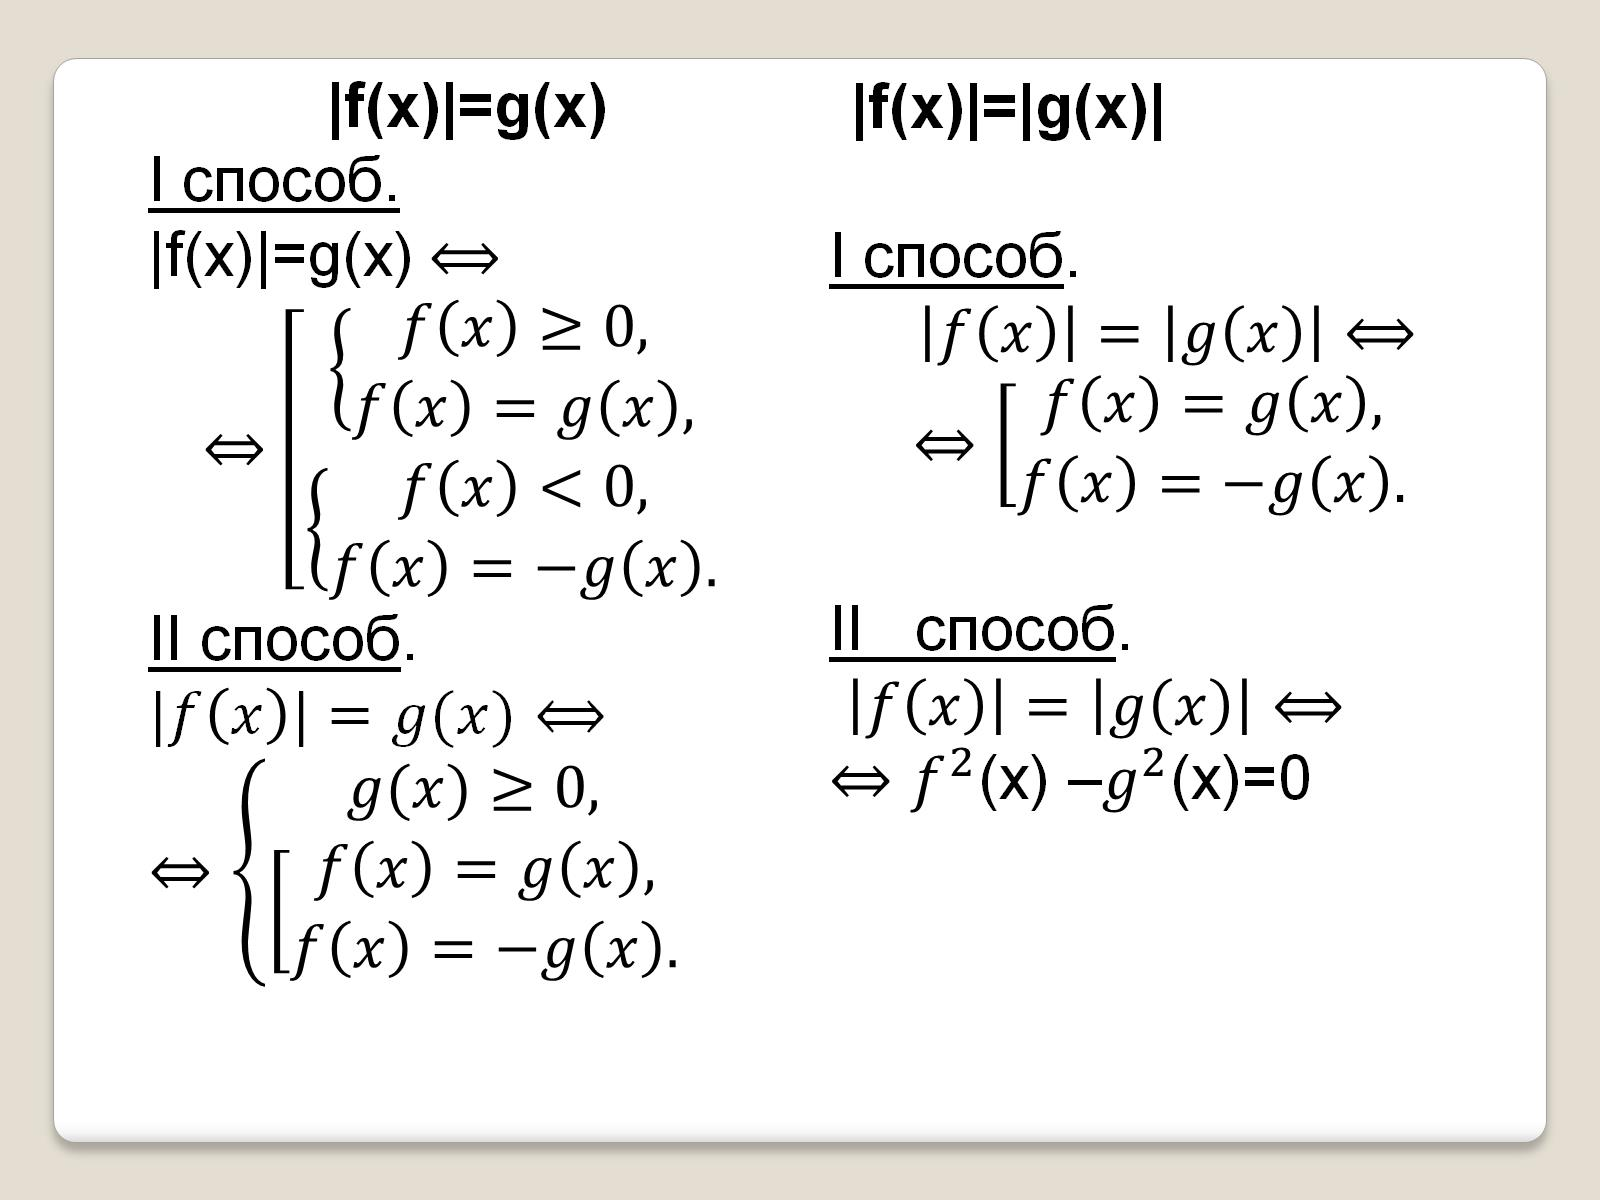 |f(x)|=g(x)
I способ.
|f(x)|=g(x) ⇔
⇔ [ { f(x) ≥ 0,
f(x) = g(x),
{ f(x) < 0,
f(x) = −g(x).
II способ.
|f(x)| = g(x) ⇔
⇔ { g(x) ≥ 0,
[ f(x) = g(x),
f(x) = −g(x).
|f(x)|=|g(x)|
I способ.
|f(x)| = |g(x)| ⇔
⇔ [ f(x) = g(x),
f(x) = −g(x).
II способ.
|f(x)| = |g(x)| ⇔
⇔ f²(x) –g²(x)=0